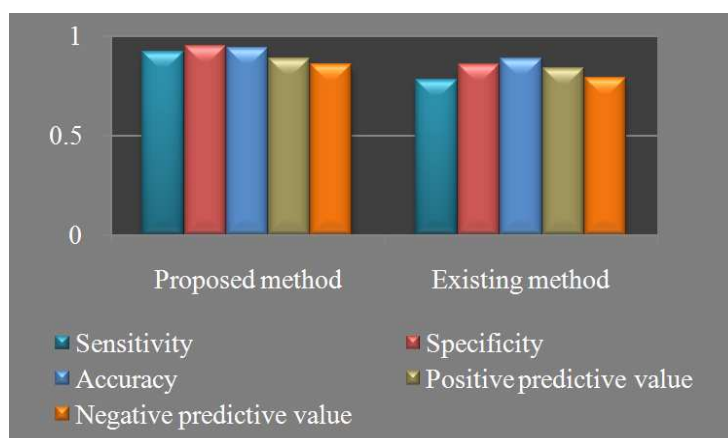 1
0.5
0
Proposed method Existing method
Sensitivity Specificity
Accuracy Positive predictive value
Negative predictive value